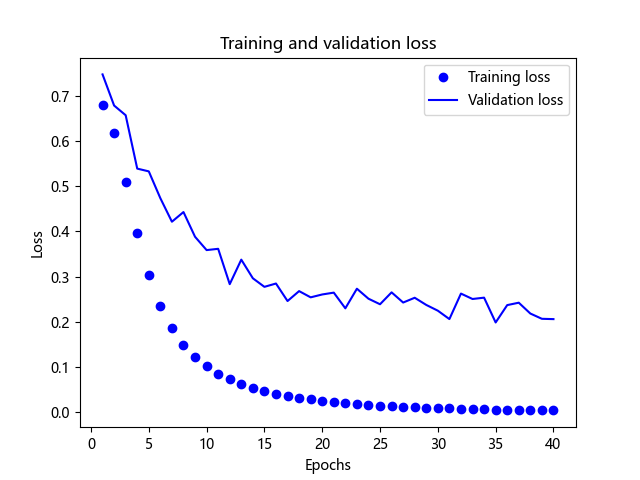 Training and validation loss
Training loss
Validation loss
0.7
0.6
0.5
0.4
0.3
0.2
0.1
0.0
Loss
0 5 10 15 20 25 30 35 40
Epochs